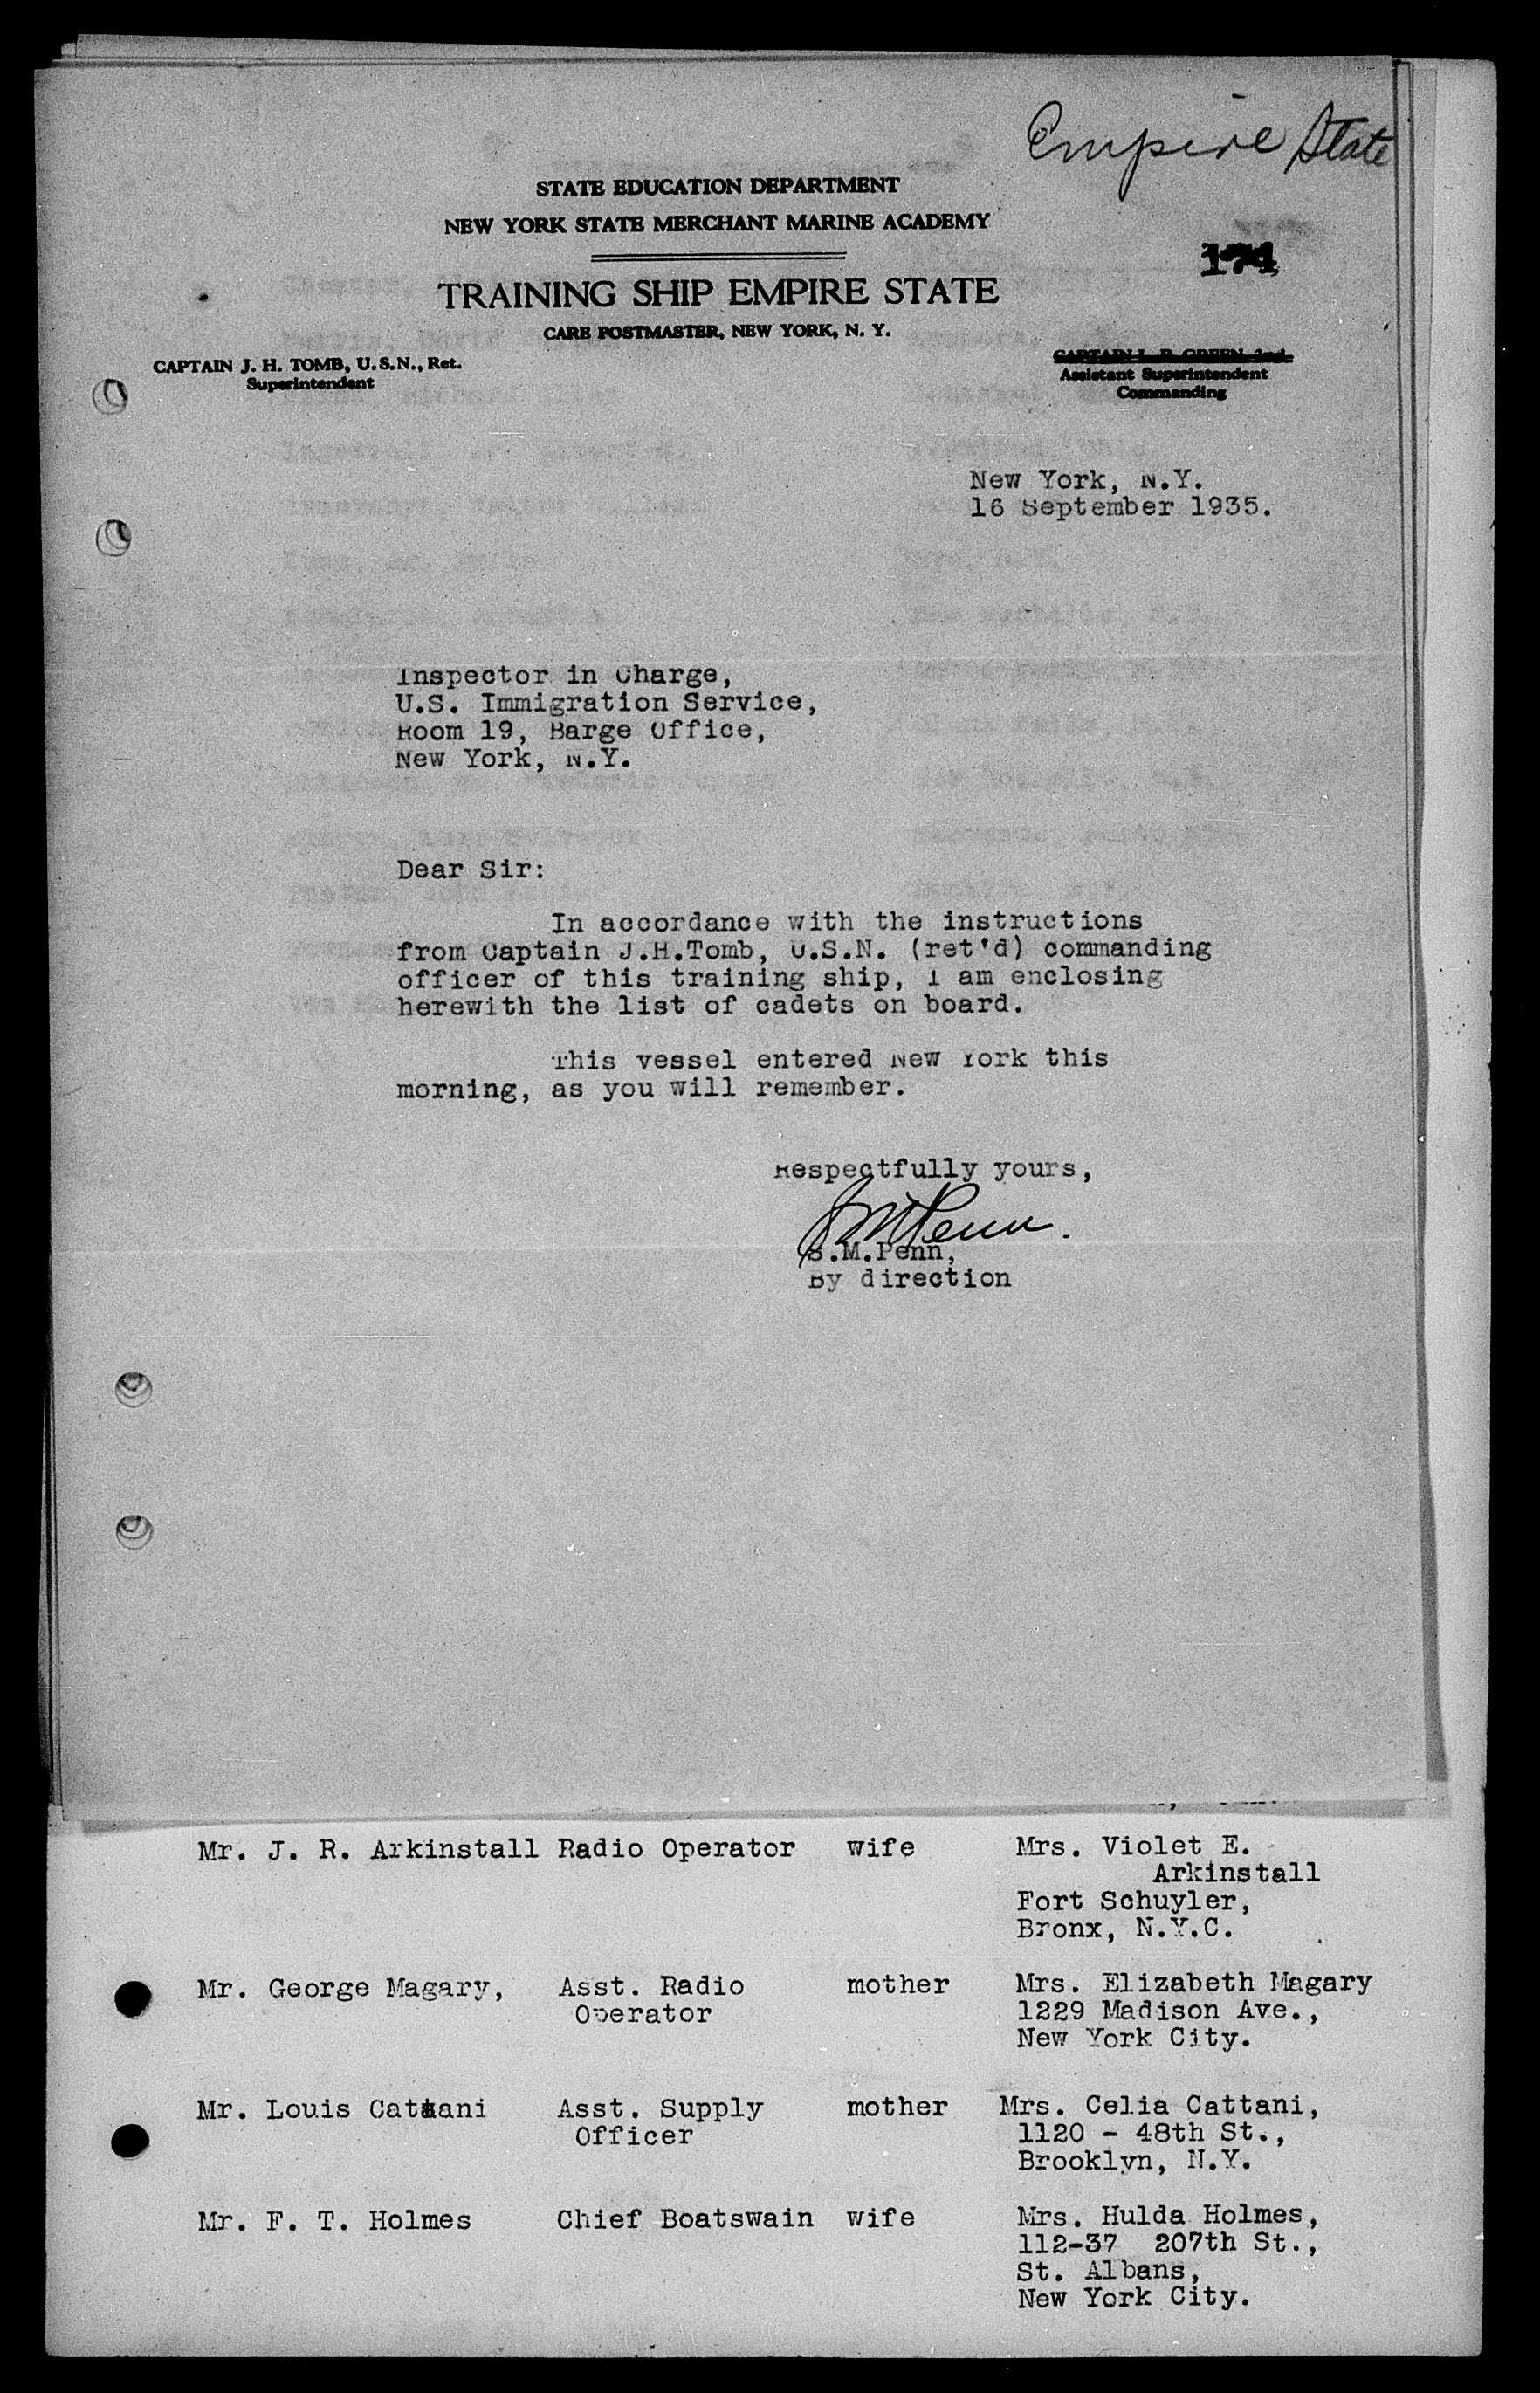 Empire State
STATE EDUCATION DEPARTMENT
NEW YORK STATE MERCHANT MARINE ACADEMY
174
TRAINING SHIP EMPIRE STATE
CARE POSTMASTER, NEW YORK, N. Y.
CAPTAIN J. H. TOMB, U.S.N., Ret.
Superintendent
CAPTAIN L. R. GREEN, 2nd.
Assistant Superintendent
Commanding
New York, N.Y.
16 September 1935.
Inspector in Charge,
U.S. Immigration Service,
Room 19, Barge Office,
New York, N.Y.
Dear Sir:
In accordance with the instructions
from Captain J.H.Tomb, U.S.N. (ret'd) commanding
officer of this training ship, I am enclosing
herewith the list of cadets on board.
This vessel entered New York this
morning, as you will remember.
Respectfully yours,
S M Penn.
S.M.Penn,
By direction
Mr. J. R. Arkinstall Radio Operator wife Mrs. Violet E.
Arkinstall
Fort Schuyler,
Bronx, N.Y.C.
Mr. George Magary, Asst. Radio mother Mrs. Elizabeth Magary
Operator 1229 Madison Ave.,
New York City.
Mr. Louis Cattani Asst. Supply mother Mrs. Celia Cattani,
Officer 1120 - 48th St.,
Brooklyn, N.Y.
Mr. F. T. Holmes Chief Boatswain wife Mrs. Hulda Holmes,
112-37 207th St.,
St. Albans,
New York City.